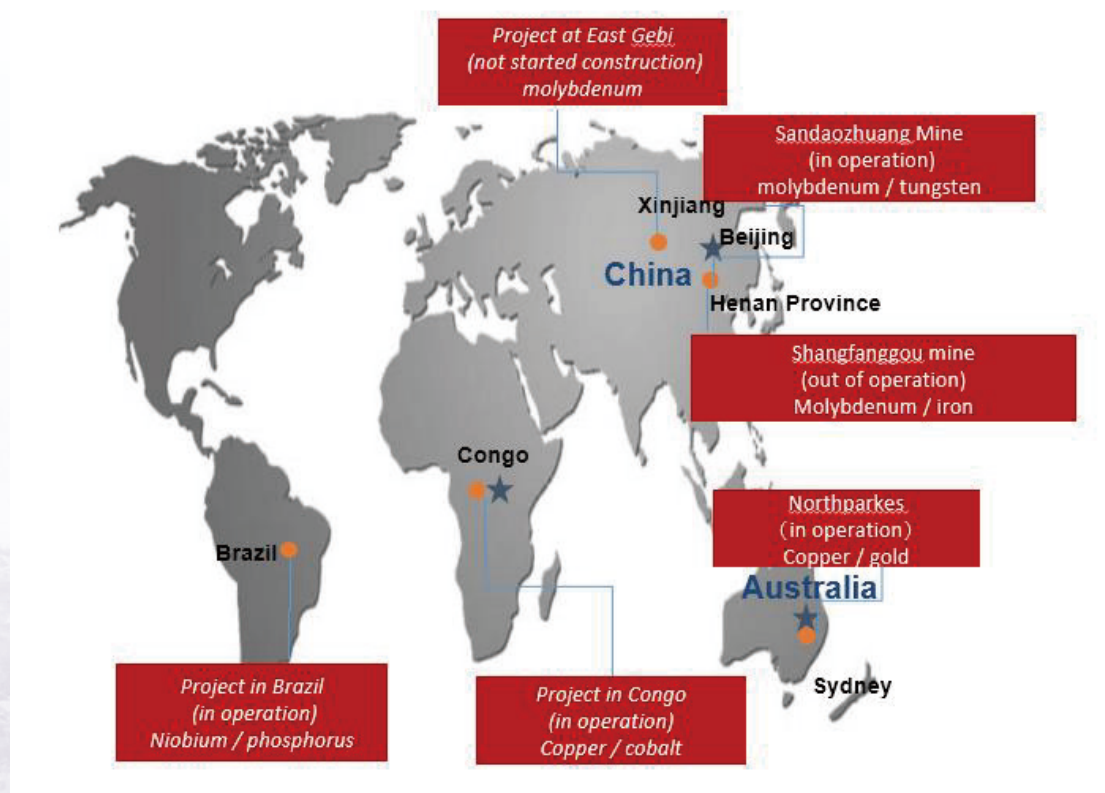 Project at East Gebi
(not started construction)
molybdenum
Sandaozhuang Mine
(in operation)
molybdenum / tungsten
Xinjiang
Beijing
China
Henan Province
Shangfanggou mine
(out of operation)
Molybdenum / iron
Congo
Northparkes
(in operation）
Copper / gold
Brazil
Australia
Sydney
Project in Brazil
(in operation)
Niobium / phosphorus
Project in Congo
(in operation)
Copper / cobalt